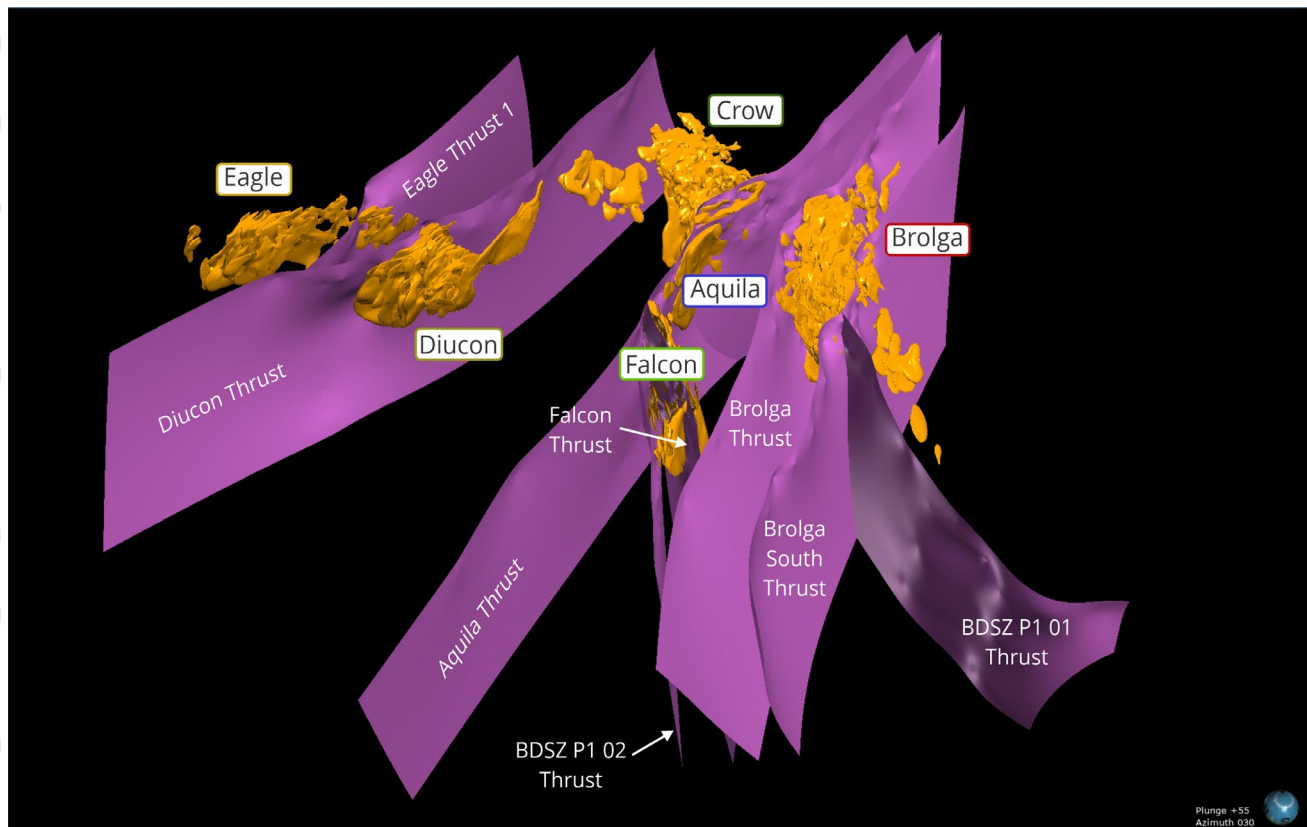 Crow
Eagle Thrust 1
Eagle
Brolga
Aquila
Diucon
Falcon
Diucon Thrust
Falcon
Thrust
Brolga
Thrust
Brolga
South
Thrust
Aquila Thrust
BDSZ P1 01
Thrust
BDSZ P1 02
Thrust
Plunge +55
Azimuth 030